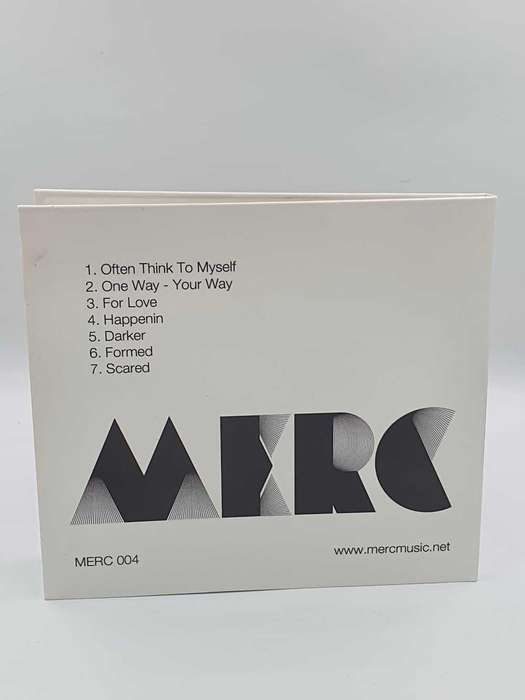 1. Often Think To Myself
2. One Way - Your Way
3. For Love
4. Happenin
5. Darker
6. Formed
7. Scared
MERC
MERC 004
www.mercmusic.net